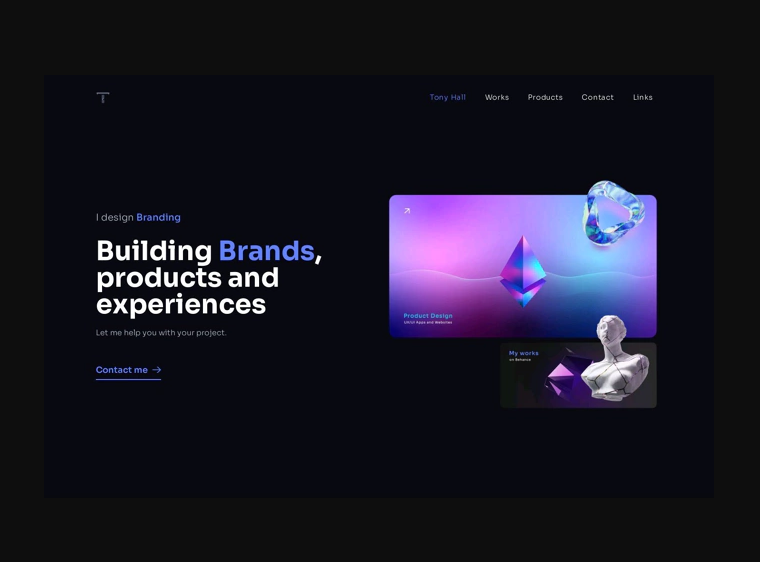 T
Tony Hall
Works
Products
Contact
Links
I design Branding
Building Brands,
products and
experiences
Let me help you with your project.
Contact me →
Product Design
UX/UI Apps and Websites
My works
on Behance